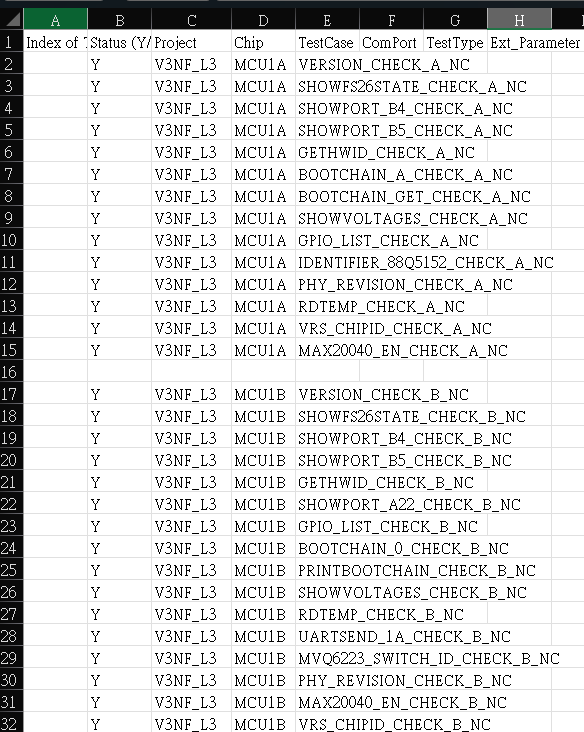 A B C D E F G H
1 Index of Status (Y/ Project Chip TestCase ComPort TestType Ext_Parameter
2 Y V3NF_L3 MCU1A VERSION_CHECK_A_NC
3 Y V3NF_L3 MCU1A SHOWFS26STATE_CHECK_A_NC
4 Y V3NF_L3 MCU1A SHOWPORT_B4_CHECK_A_NC
5 Y V3NF_L3 MCU1A SHOWPORT_B5_CHECK_A_NC
6 Y V3NF_L3 MCU1A GETHWID_CHECK_A_NC
7 Y V3NF_L3 MCU1A BOOTCHAIN_A_CHECK_A_NC
8 Y V3NF_L3 MCU1A BOOTCHAIN_GET_CHECK_A_NC
9 Y V3NF_L3 MCU1A SHOWVOLTAGES_CHECK_A_NC
10 Y V3NF_L3 MCU1A GPIO_LIST_CHECK_A_NC
11 Y V3NF_L3 MCU1A IDENTIFIER_88Q5152_CHECK_A_NC
12 Y V3NF_L3 MCU1A PHY_REVISION_CHECK_A_NC
13 Y V3NF_L3 MCU1A RDTEMP_CHECK_A_NC
14 Y V3NF_L3 MCU1A VRS_CHIPID_CHECK_A_NC
15 Y V3NF_L3 MCU1A MAX20040_EN_CHECK_A_NC
16
17 Y V3NF_L3 MCU1B VERSION_CHECK_B_NC
18 Y V3NF_L3 MCU1B SHOWFS26STATE_CHECK_B_NC
19 Y V3NF_L3 MCU1B SHOWPORT_B4_CHECK_B_NC
20 Y V3NF_L3 MCU1B SHOWPORT_B5_CHECK_B_NC
21 Y V3NF_L3 MCU1B GETHWID_CHECK_B_NC
22 Y V3NF_L3 MCU1B SHOWPORT_A22_CHECK_B_NC
23 Y V3NF_L3 MCU1B GPIO_LIST_CHECK_B_NC
24 Y V3NF_L3 MCU1B BOOTCHAIN_0_CHECK_B_NC
25 Y V3NF_L3 MCU1B PRINTBOOTCHAIN_CHECK_B_NC
26 Y V3NF_L3 MCU1B SHOWVOLTAGES_CHECK_B_NC
27 Y V3NF_L3 MCU1B RDTEMP_CHECK_B_NC
28 Y V3NF_L3 MCU1B UARTSEND_1A_CHECK_B_NC
29 Y V3NF_L3 MCU1B MVQ6223_SWITCH_ID_CHECK_B_NC
30 Y V3NF_L3 MCU1B PHY_REVISION_CHECK_B_NC
31 Y V3NF_L3 MCU1B MAX20040_EN_CHECK_B_NC
32 Y V3NF_L3 MCU1B VRS_CHIPID_CHECK_B_NC